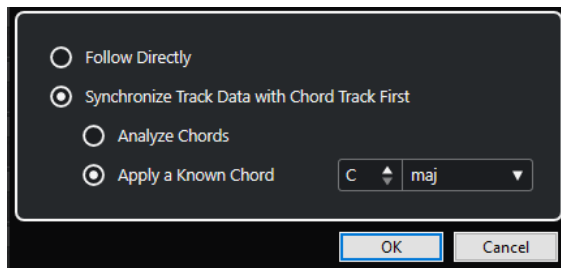 Follow Directly
Synchronize Track Data with Chord Track First
Analyze Chords
Apply a Known Chord C maj
OK Cancel